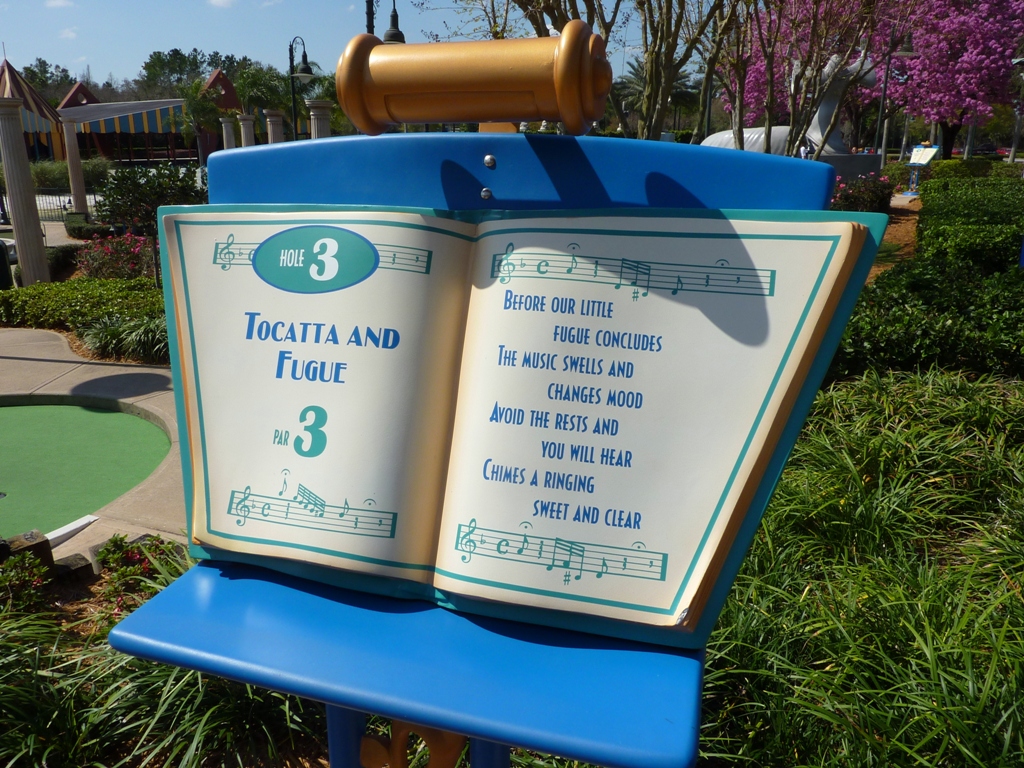 HOLE 3
TOCATTA AND
FUGUE
PAR 3
BEFORE OUR LITTLE
FUGUE CONCLUDES
THE MUSIC SWELLS AND
CHANGES MOOD
AVOID THE RESTS AND
YOU WILL HEAR
CHIMES A RINGING
SWEET AND CLEAR